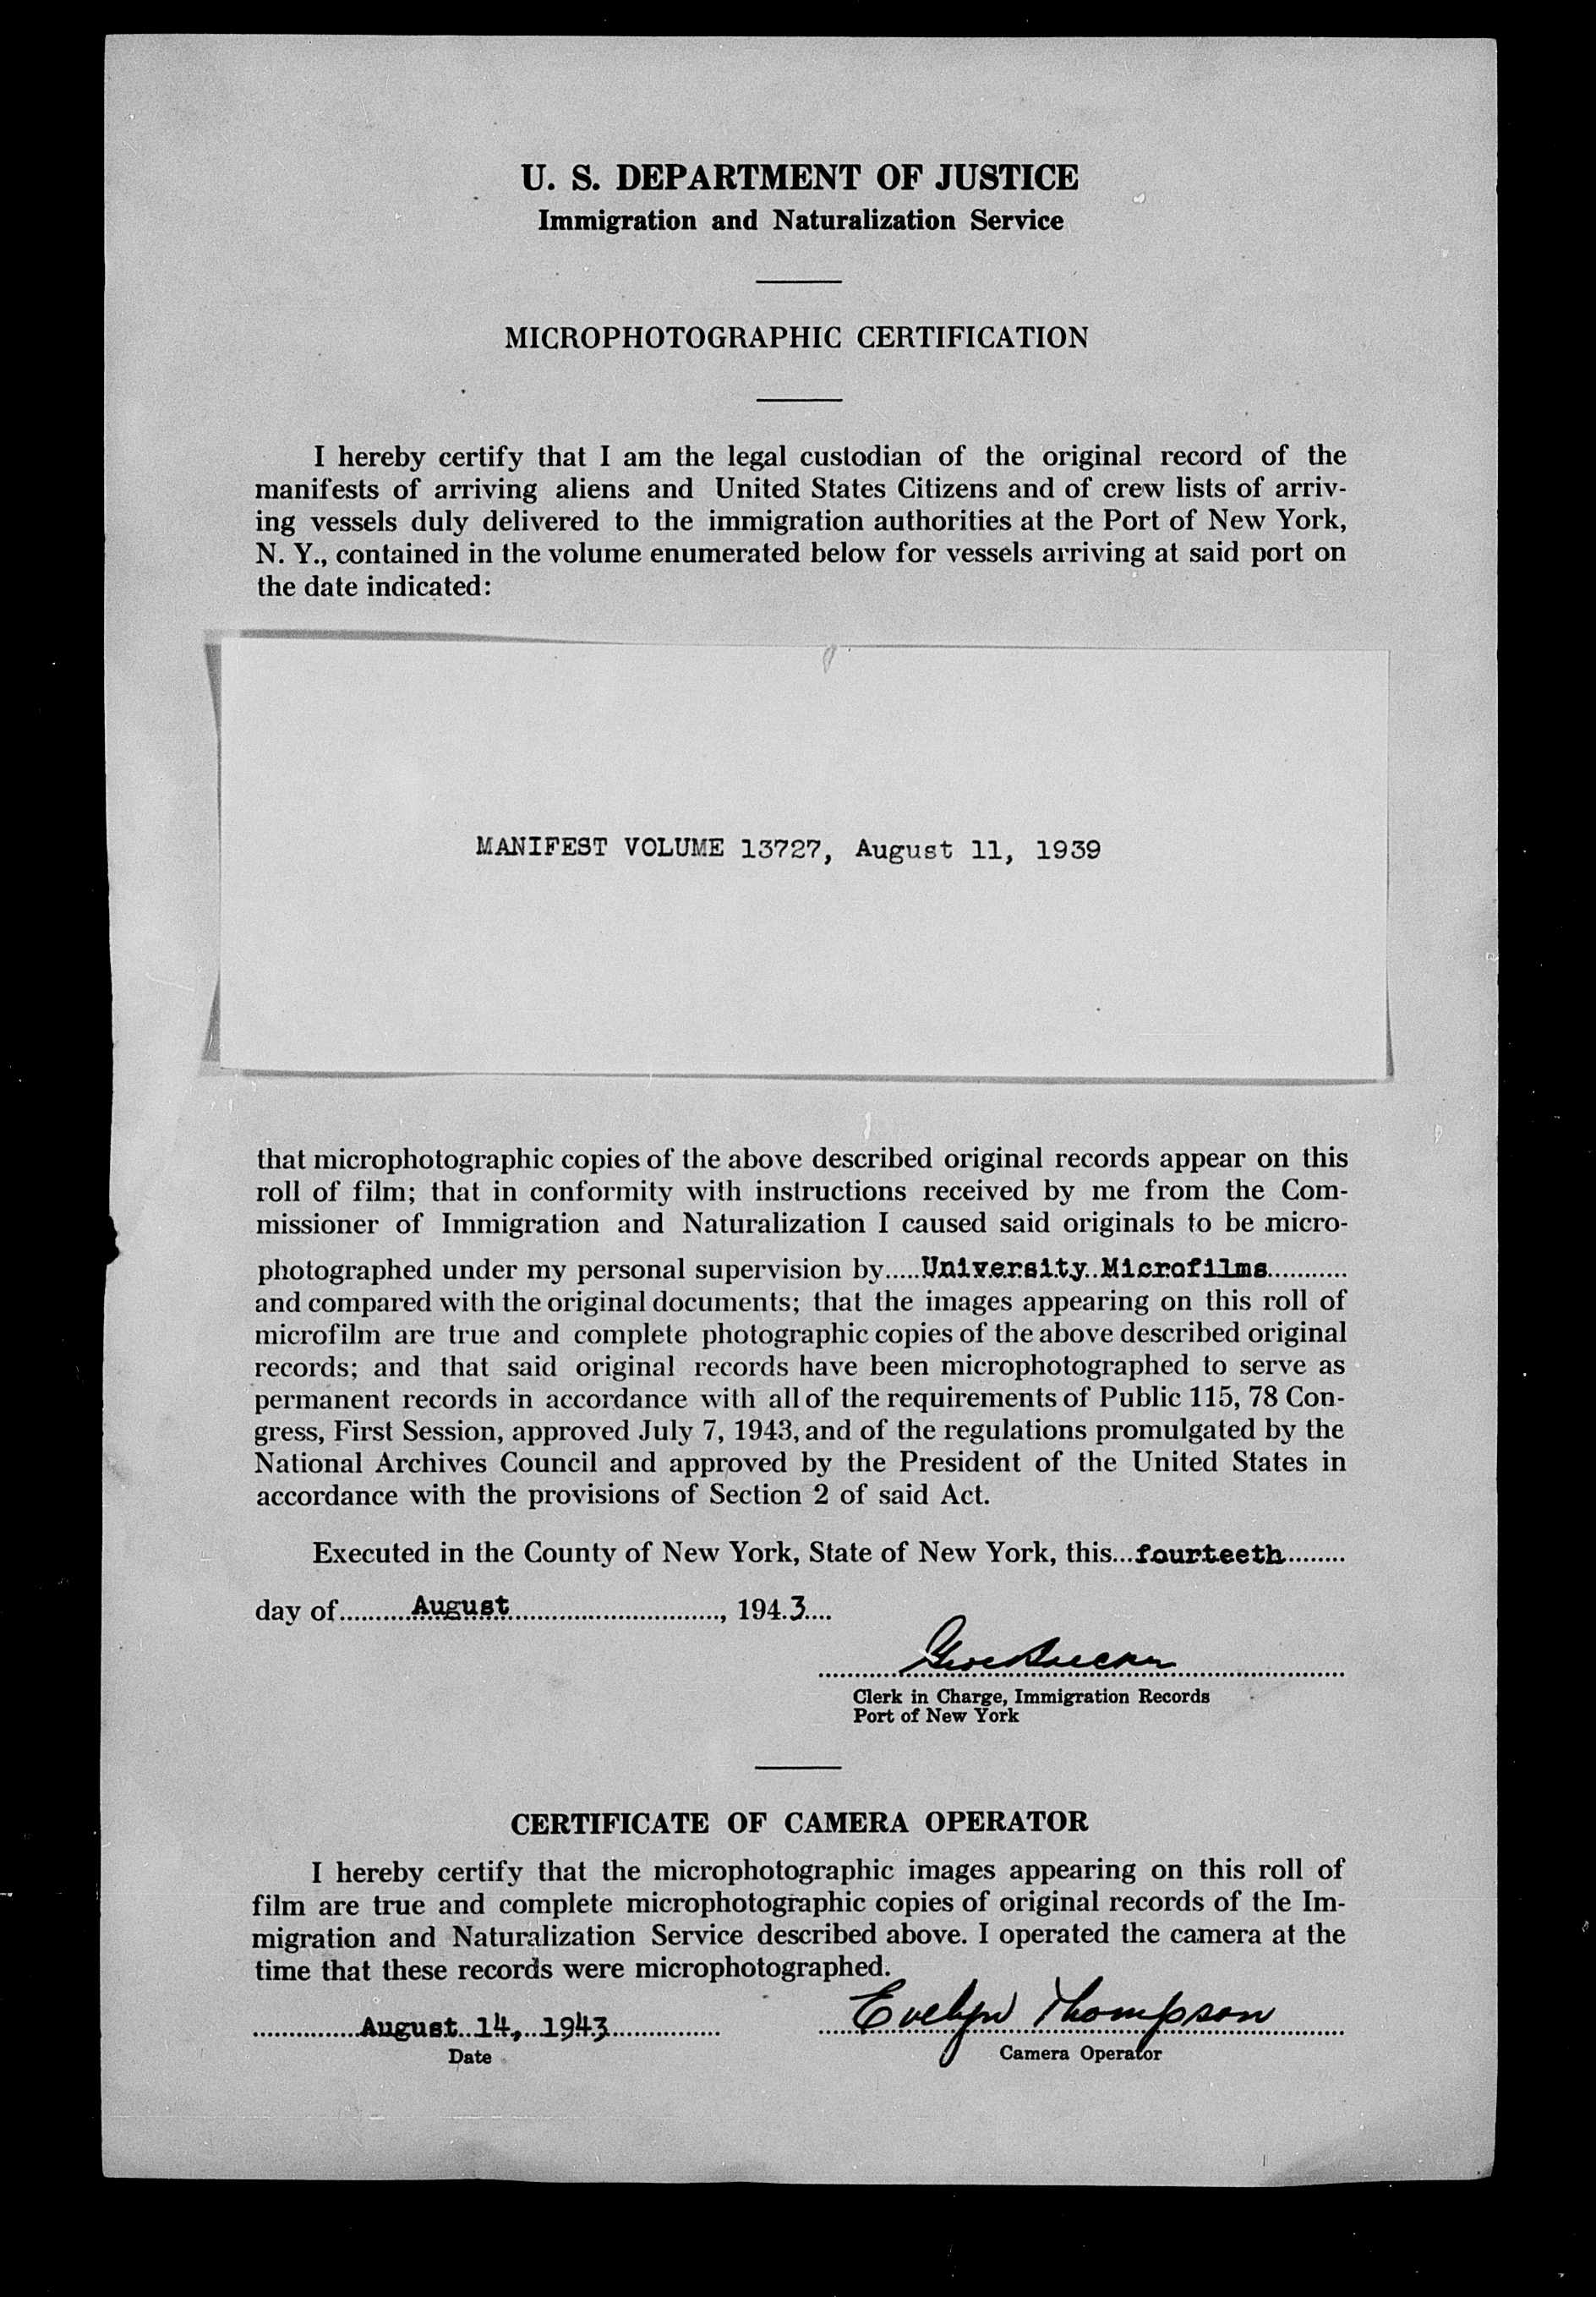 U. S. DEPARTMENT OF JUSTICE
Immigration and Naturalization Service
MICROPHOTOGRAPHIC CERTIFICATION
I hereby certify that I am the legal custodian of the original record of the
manifests of arriving aliens and United States Citizens and of crew lists of arriv-
ing vessels duly delivered to the immigration authorities at the Port of New York,
N. Y., contained in the volume enumerated below for vessels arriving at said port on
the date indicated:
MANIFEST VOLUME 13727, August 11, 1939
that microphotographic copies of the above described original records appear on this
roll of film; that in conformity with instructions received by me from the Com-
missioner of Immigration and Naturalization I caused said originals to be micro-
photographed under my personal supervision by.....University Microfilms...........
and compared with the original documents; that the images appearing on this roll of
microfilm are true and complete photographic copies of the above described original
records; and that said original records have been microphotographed to serve as
permanent records in accordance with all of the requirements of Public 115, 78 Con-
gress, First Session, approved July 7, 1943, and of the regulations promulgated by the
National Archives Council and approved by the President of the United States in
accordance with the provisions of Section 2 of said Act.
Executed in the County of New York, State of New York, this...fourteeth.........
day of..........August............................., 194.3....
Clerk in Charge, Immigration Records
Port of New York
CERTIFICATE OF CAMERA OPERATOR
I hereby certify that the microphotographic images appearing on this roll of
film are true and complete microphotographic copies of original records of the Im-
migration and Naturalization Service described above. I operated the camera at the
time that these records were microphotographed.
August 14, 1943 Evelyn Thompson
Date Camera Operator